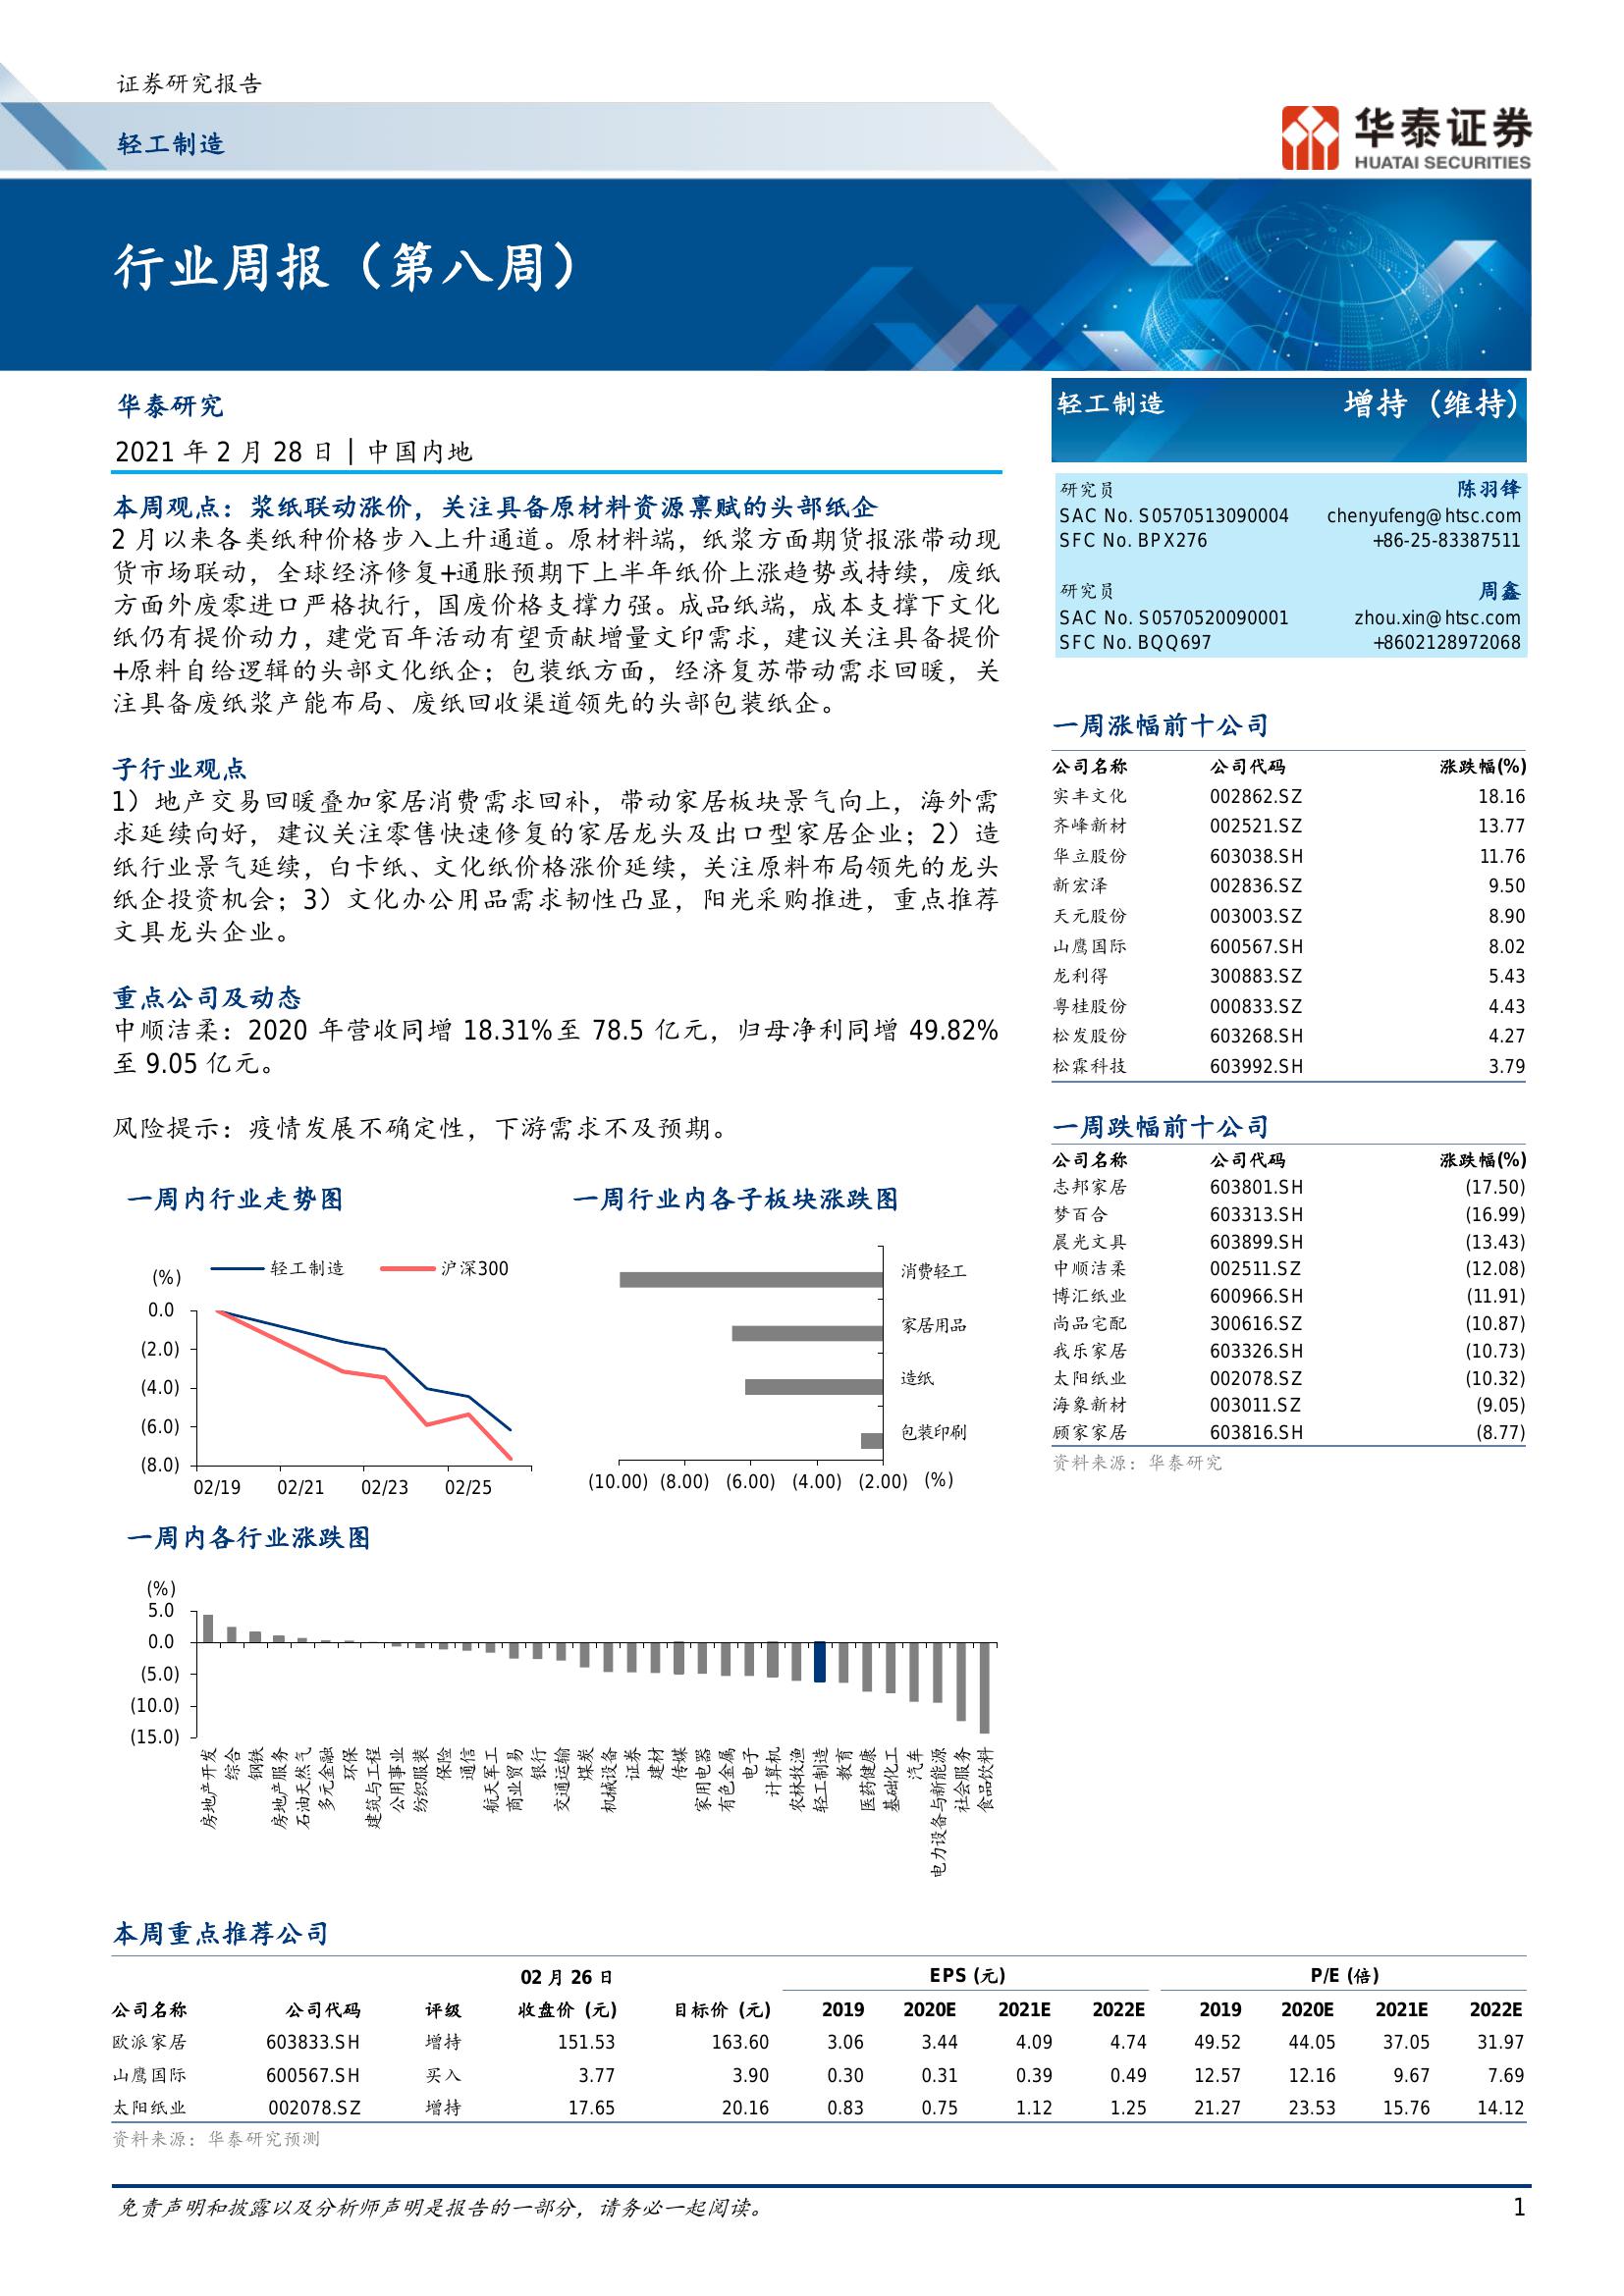 证券研究报告
轻工制造
华泰证券
HUATAI SECURITIES
行业周报（第八周）
华泰研究
2021 年 2 月 28 日│中国内地
本周观点：浆纸联动涨价，关注具备原材料资源禀赋的头部纸企
2 月以来各类纸种价格步入上升通道。原材料端，纸浆方面期货报涨带动现
货市场联动，全球经济修复+通胀预期下上半年纸价上涨趋势或持续，废纸
方面外废零进口严格执行，国废价格支撑力强。成品纸端，成本支撑下文化
纸仍有提价动力，建党百年活动有望贡献增量文印需求，建议关注具备提价
+原料自给逻辑的头部文化纸企；包装纸方面，经济复苏带动需求回暖，关
注具备废纸浆产能布局、废纸回收渠道领先的头部包装纸企。
子行业观点
1）地产交易回暖叠加家居消费需求回补，带动家居板块景气向上，海外需
求延续向好，建议关注零售快速修复的家居龙头及出口型家居企业；2）造
纸行业景气延续，白卡纸、文化纸价格涨价延续，关注原料布局领先的龙头
纸企投资机会；3）文化办公用品需求韧性凸显，阳光采购推进，重点推荐
文具龙头企业。
重点公司及动态
中顺洁柔：2020 年营收同增 18.31%至 78.5 亿元，归母净利同增 49.82%
至 9.05 亿元。
风险提示：疫情发展不确定性，下游需求不及预期。
轻工制造 增持（维持）
研究员 陈羽锋
SAC No. S0570513090004 chenyufeng@htsc.com
SFC No. BPX276 +86-25-83387511
研究员 周鑫
SAC No. S0570520090001 zhou.xin@htsc.com
SFC No. BQQ697 +8602128972068
一周涨幅前十公司
公司名称 公司代码 涨跌幅(%)
实丰文化 002862.SZ 18.16
齐峰新材 002521.SZ 13.77
华立股份 603038.SH 11.76
新宏泽 002836.SZ 9.50
天元股份 003003.SZ 8.90
山鹰国际 600567.SH 8.02
龙利得 300883.SZ 5.43
粤桂股份 000833.SZ 4.43
松发股份 603268.SH 4.27
松霖科技 603992.SH 3.79
一周跌幅前十公司
公司名称 公司代码 涨跌幅(%)
志邦家居 603801.SH (17.50)
梦百合 603313.SH (16.99)
晨光文具 603899.SH (13.43)
中顺洁柔 002511.SZ (12.08)
博汇纸业 600966.SH (11.91)
尚品宅配 300616.SZ (10.87)
我乐家居 603326.SH (10.73)
太阳纸业 002078.SZ (10.32)
海象新材 003011.SZ (9.05)
顾家家居 603816.SH (8.77)
资料来源：华泰研究
一周内行业走势图
(%)
轻工制造 沪深300
0.0
(2.0)
(4.0)
(6.0)
(8.0)
02/19 02/21 02/23 02/25
一周行业内各子板块涨跌图
消费轻工
家居用品
造纸
包装印刷
(10.00) (8.00) (6.00) (4.00) (2.00) (%)
一周内各行业涨跌图
(%)
5.0
0.0
(5.0)
(10.0)
(15.0)
房地产开发
综合
钢铁
房地产服务
石油天然气
多元金融
环保
建筑与工程
公用事业
纺织服装
保险
通信
航天军工
商业贸易
银行
交通运输
煤炭
机械设备
证券
建材
传媒
家用电器
有色金属
电子
计算机
农林牧渔
轻工制造
教育
医药健康
基础化工
汽车
电力设备与新能源
社会服务
食品饮料
本周重点推荐公司
02 月 26 日 EPS (元) P/E (倍)
公司名称 公司代码 评级 收盘价 (元) 目标价 (元) 2019 2020E 2021E 2022E 2019 2020E 2021E 2022E
欧派家居 603833.SH 增持 151.53 163.60 3.06 3.44 4.09 4.74 49.52 44.05 37.05 31.97
山鹰国际 600567.SH 买入 3.77 3.90 0.30 0.31 0.39 0.49 12.57 12.16 9.67 7.69
太阳纸业 002078.SZ 增持 17.65 20.16 0.83 0.75 1.12 1.25 21.27 23.53 15.76 14.12
资料来源：华泰研究预测
免责声明和披露以及分析师声明是报告的一部分，请务必一起阅读。 1